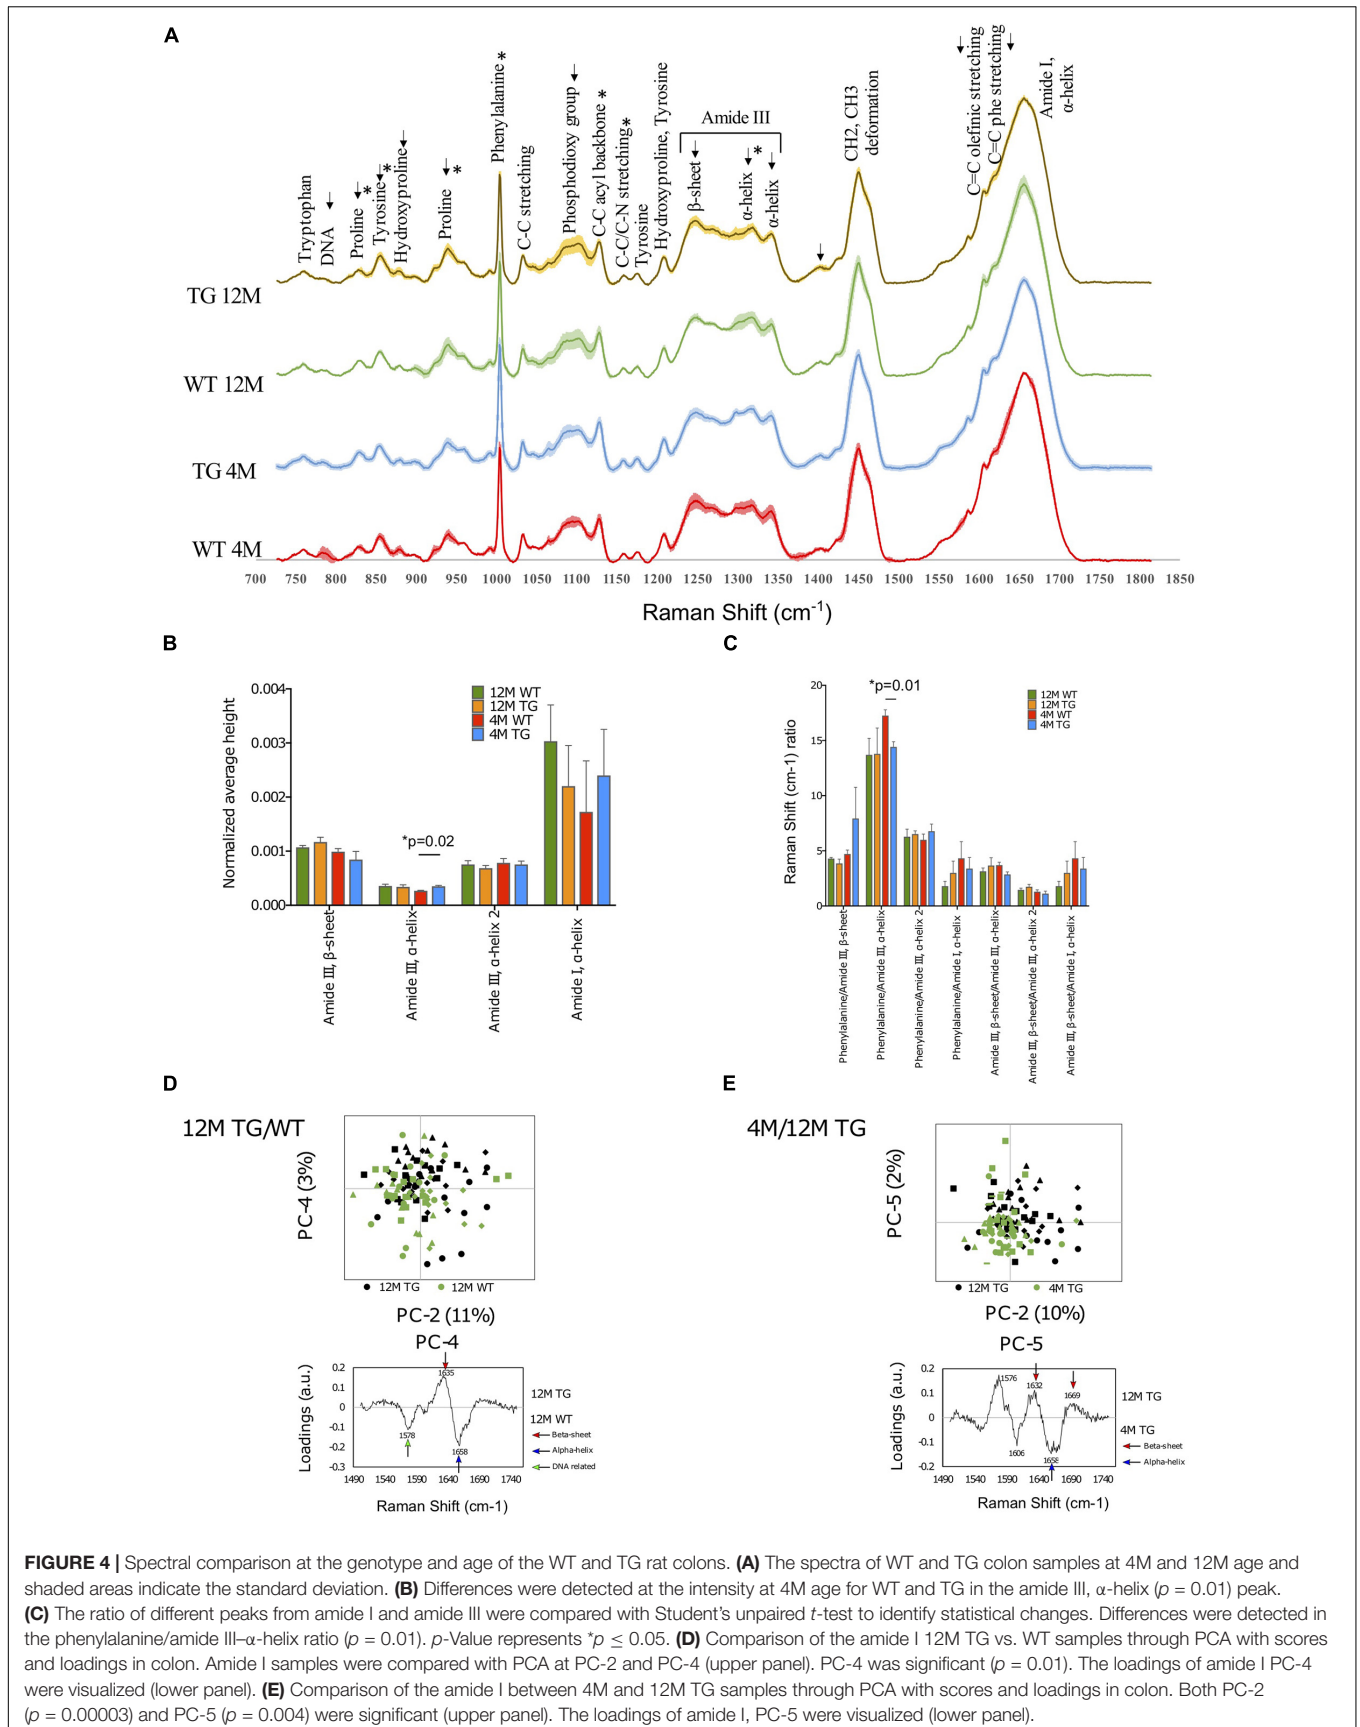 A
Tryptophan
DNA
Proline *
Tyrosine *
Hydroxyproline
Proline *
Phenylalanine *
C-C stretching
Phosphodioxy group
C-C acyl backbone *
C-C/C-N stretching *
Tyrosine
Hydroxyproline, Tyrosine
Amide III
β-sheet
α-helix *
α-helix
CH2, CH3
deformation
C=C olefinic stretching
C=C phe stretching
Amide I,
α-helix
TG 12M
WT 12M
TG 4M
WT 4M
700 750 800 850 900 950 1000 1050 1100 1150 1200 1250 1300 1350 1400 1450 1500 1550 1600 1650 1700 1750 1800 1850
Raman Shift (cm-1)
B
Normalized average height
0.004
0.003
0.002
0.001
0.000
12M WT
12M TG
4M WT
4M TG
*p=0.02
Amide III, β-sheet
Amide III, α-helix
Amide III, α-helix 2
Amide I, α-helix
C
Raman Shift (cm-1) ratio
20
15
10
5
0
*p=0.01
12M WT
12M TG
4M WT
4M TG
Phenylalanine/Amide III, β-sheet
Phenylalanine/Amide III, α-helix
Phenylalanine/Amide III, α-helix 2
Phenylalanine/Amide I, α-helix
Amide III, β-sheet/Amide III, α-helix
Amide III, β-sheet/Amide III, α-helix 2
Amide III, β-sheet/Amide I, α-helix
D
12M TG/WT
PC-4 (3%)
12M TG 12M WT
PC-2 (11%)
PC-4
Loadings (a.u.)
0.2
0.1
0
-0.1
-0.2
-0.3
1635
1578
1658
12M TG
12M WT
Beta-sheet
Alpha-helix
DNA related
1490 1540 1590 1640 1690 1740
Raman Shift (cm-1)
E
4M/12M TG
PC-5 (2%)
12M TG 4M TG
PC-2 (10%)
PC-5
Loadings (a.u.)
0.2
0.1
0
-0.1
-0.2
1576
1632
1669
1606
1658
12M TG
4M TG
Beta-sheet
Alpha-helix
1490 1540 1590 1640 1690 1740
Raman Shift (cm-1)
FIGURE 4 | Spectral comparison at the genotype and age of the WT and TG rat colons. (A) The spectra of WT and TG colon samples at 4M and 12M age and
shaded areas indicate the standard deviation. (B) Differences were detected at the intensity at 4M age for WT and TG in the amide III, α-helix (p = 0.01) peak.
(C) The ratio of different peaks from amide I and amide III were compared with Student's unpaired t-test to identify statistical changes. Differences were detected in
the phenylalanine/amide III–α-helix ratio (p = 0.01). p-Value represents *p ≤ 0.05. (D) Comparison of the amide I 12M TG vs. WT samples through PCA with scores
and loadings in colon. Amide I samples were compared with PCA at PC-2 and PC-4 (upper panel). PC-4 was significant (p = 0.01). The loadings of amide I PC-4
were visualized (lower panel). (E) Comparison of the amide I between 4M and 12M TG samples through PCA with scores and loadings in colon. Both PC-2
(p = 0.00003) and PC-5 (p = 0.004) were significant (upper panel). The loadings of amide I, PC-5 were visualized (lower panel).